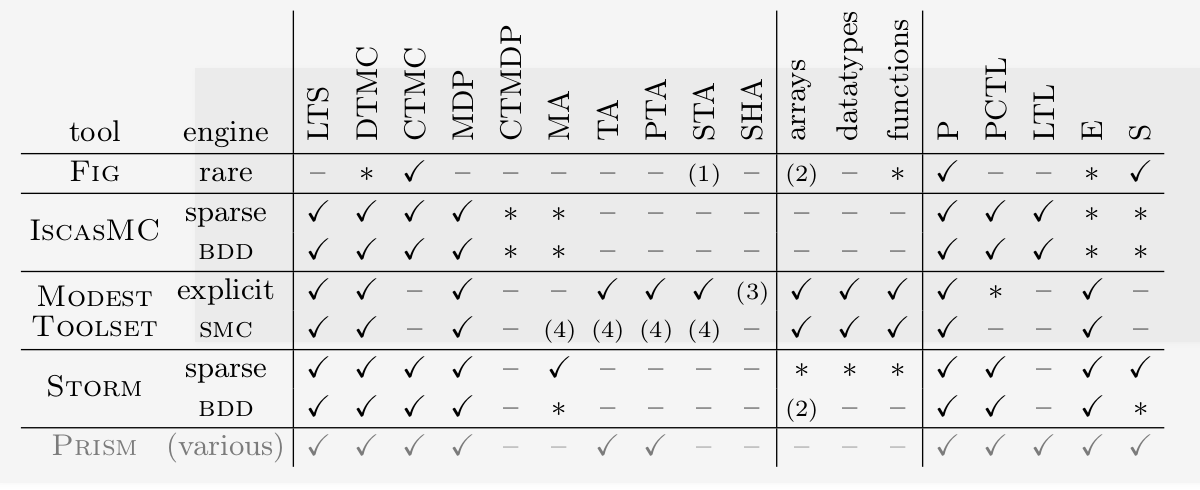 tool engine LTS DTMC CTMC MDP CTMDP MA TA PTA STA SHA arrays datatypes functions P PCTL LTL E S
FIG rare – * ✓ – – – – – (1) – (2) – * ✓ – – * ✓
ISCASMC sparse ✓ ✓ ✓ ✓ * * – – – – – – – ✓ ✓ ✓ * *
BDD ✓ ✓ ✓ ✓ * * – – – – – – – ✓ ✓ ✓ * *
MODEST explicit ✓ ✓ – ✓ – – ✓ ✓ ✓ (3) ✓ ✓ ✓ ✓ * – ✓ –
TOOLSET SMC ✓ ✓ – ✓ – (4) (4) (4) (4) – ✓ ✓ ✓ ✓ – – ✓ –
STORM sparse ✓ ✓ ✓ ✓ – ✓ – – – – * * * ✓ ✓ – ✓ ✓
BDD ✓ ✓ ✓ ✓ – * – – – – (2) – – ✓ ✓ – ✓ *
PRISM (various) ✓ ✓ ✓ ✓ – – ✓ ✓ – – – – – ✓ ✓ ✓ ✓ ✓